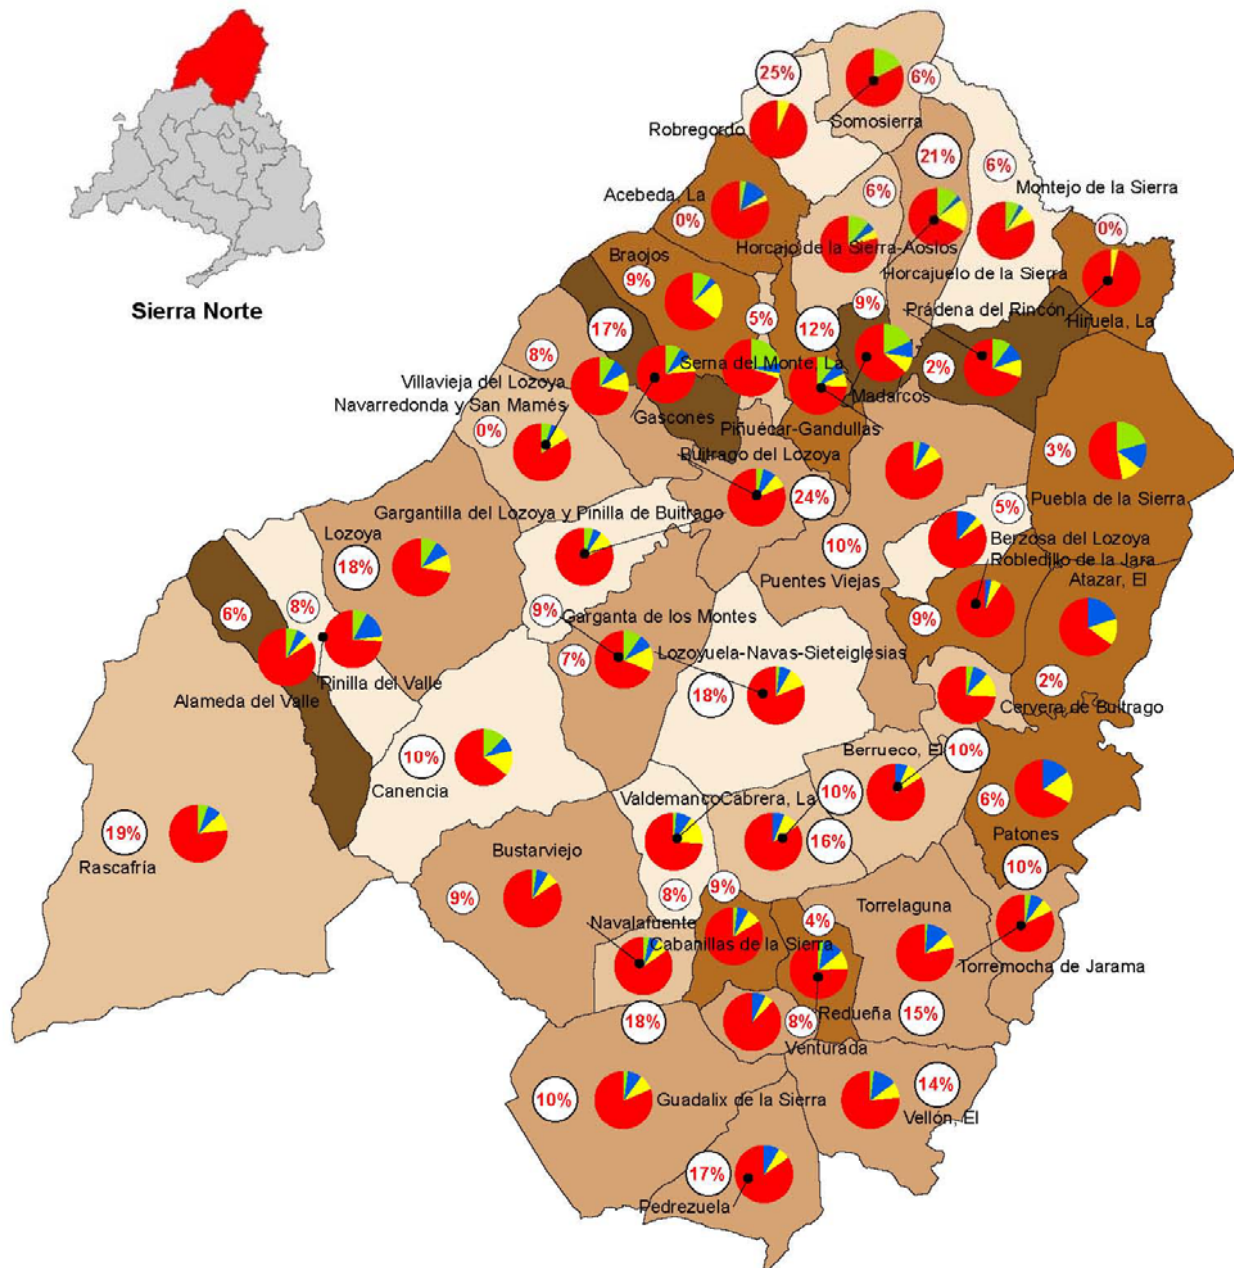 25%
6%
Somosierra
Robregordo
21%
6%
Montejo de la Sierra
Acebeda, La
6%
0%
0%
Horcajo de la Sierra-Aoslos
Braojos
Horcajuelo de la Sierra
Sierra Norte
9%
9%
Prádena del Rincón
Hiruela, La
17%
5%
12%
8%
Serna del Monte, La
2%
Villavieja del Lozoya
Madarcos
Navarredonda y San Mamés
Gascones
0%
Piñuécar-Gandullas
Buitrago del Lozoya
3%
24%
Puebla de la Sierra
5%
Gargantilla del Lozoya y Pinilla de Buitrago
Berzosa del Lozoya
Lozoya
10%
Robledillo de la Jara
18%
Puentes Viejas
Atazar, El
6%
8%
9%
Garganta de los Montes
9%
7%
Lozoyuela-Navas-Sieteiglesias
Pinilla del Valle
18%
2%
Alameda del Valle
Cervera de Buitrago
10%
Berrueco, El
10%
Canencia
Valdemanco
Cabrera, La
10%
6%
19%
16%
Patones
Rascafría
Bustarviejo
10%
9%
8%
9%
Navalafuente
4%
Torrelaguna
Cabanillas de la Sierra
Torremocha de Jarama
18%
8%
Redueña
15%
Venturada
14%
10%
Guadalix de la Sierra
Vellón, El
17%
Pedrezuela